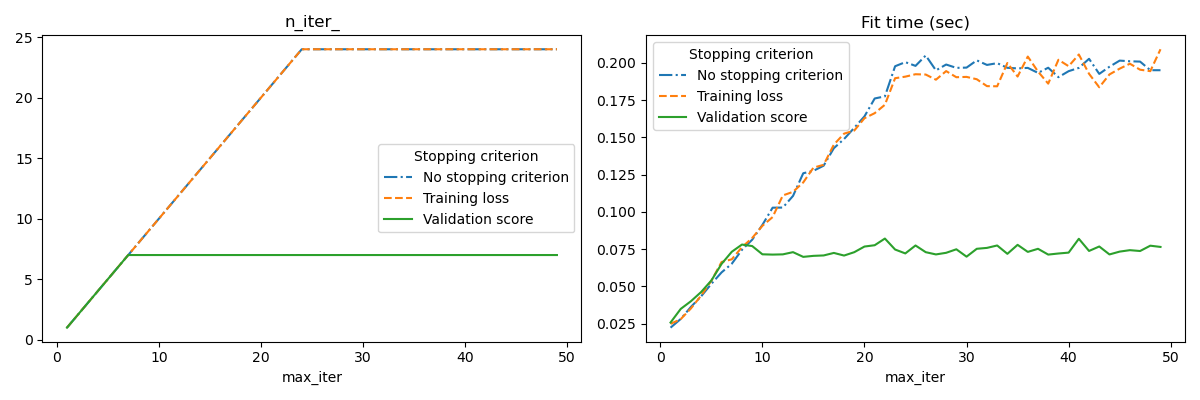 n_iter_
25
20
15
10
5
0
Stopping criterion
No stopping criterion
Training loss
Validation score
0 10 20 30 40 50
max_iter
Fit time (sec)
0.200
0.175
0.150
0.125
0.100
0.075
0.050
0.025
Stopping criterion
No stopping criterion
Training loss
Validation score
0 10 20 30 40 50
max_iter